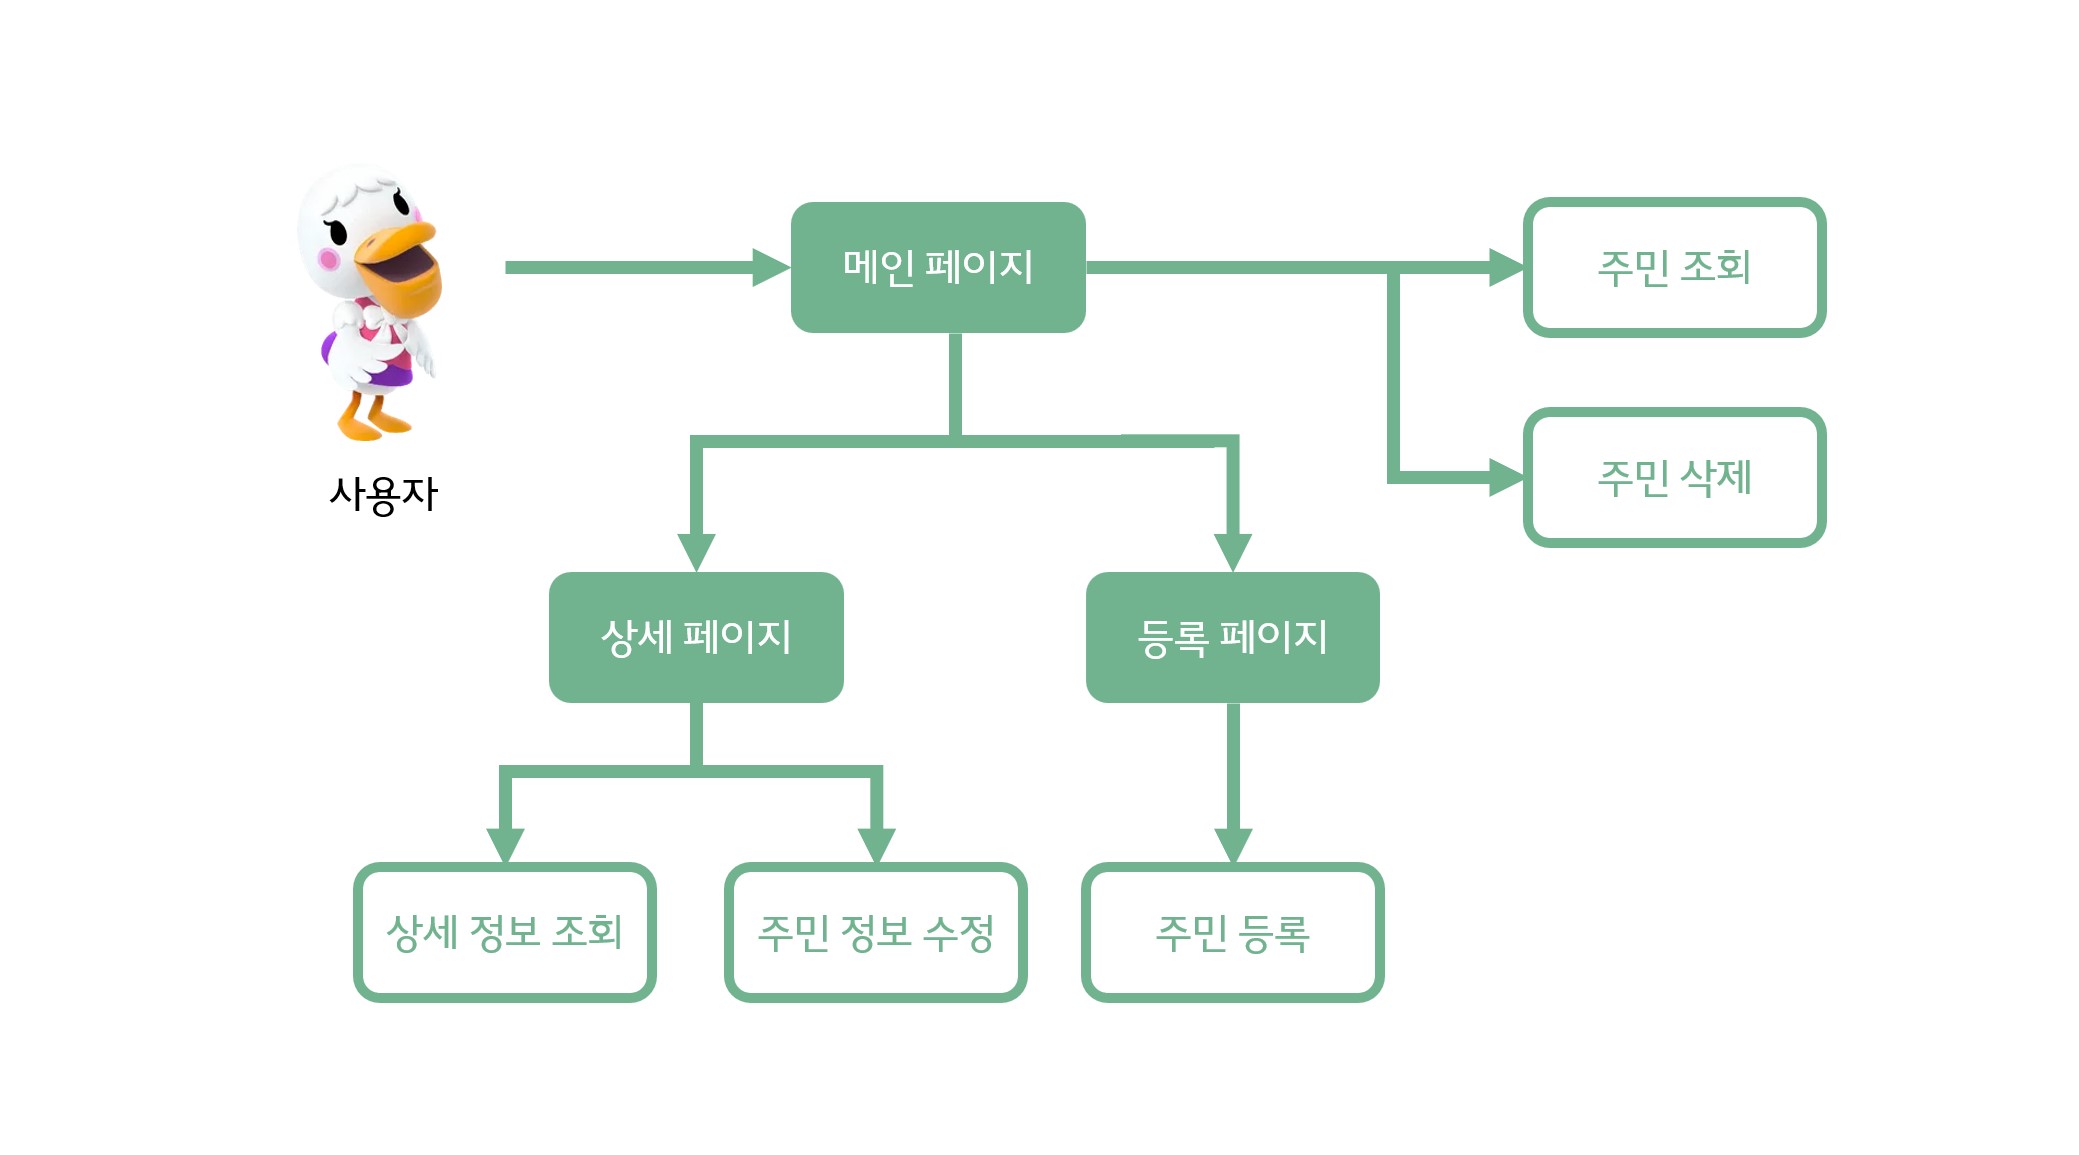 메인 페이지
주민 조회
주민 삭제
사용자
상세 페이지
등록 페이지
상세 정보 조회
주민 정보 수정
주민 등록